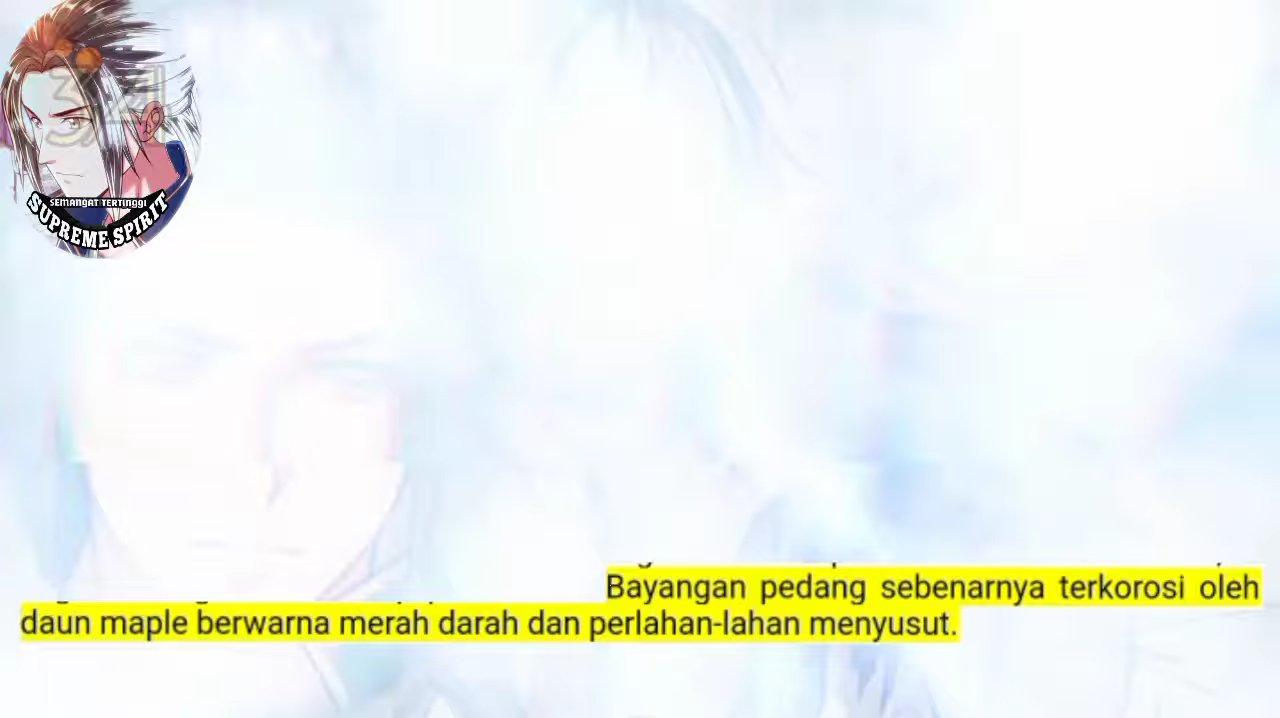 SEMANGAT TERTINGGI
SUPREME SPIRIT
Bayangan pedang sebenarnya terkorosi oleh
daun maple berwarna merah darah dan perlahan-lahan menyusut.